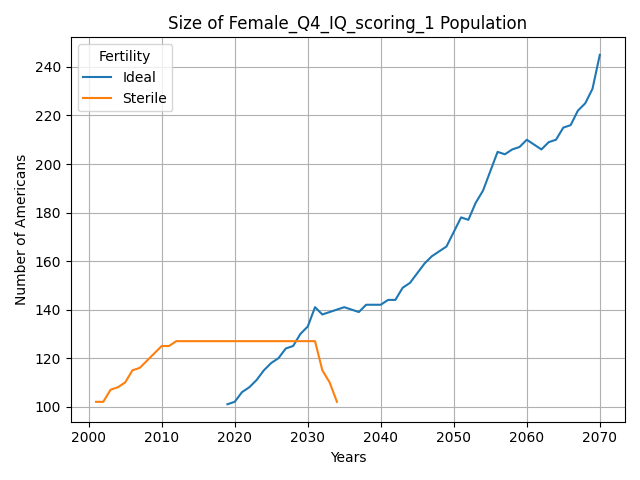 Size of Female_Q4_IQ_scoring_1 Population
Fertility
Ideal
Sterile
Number of Americans
240
220
200
180
160
140
120
100
2000 2010 2020 2030 2040 2050 2060 2070
Years